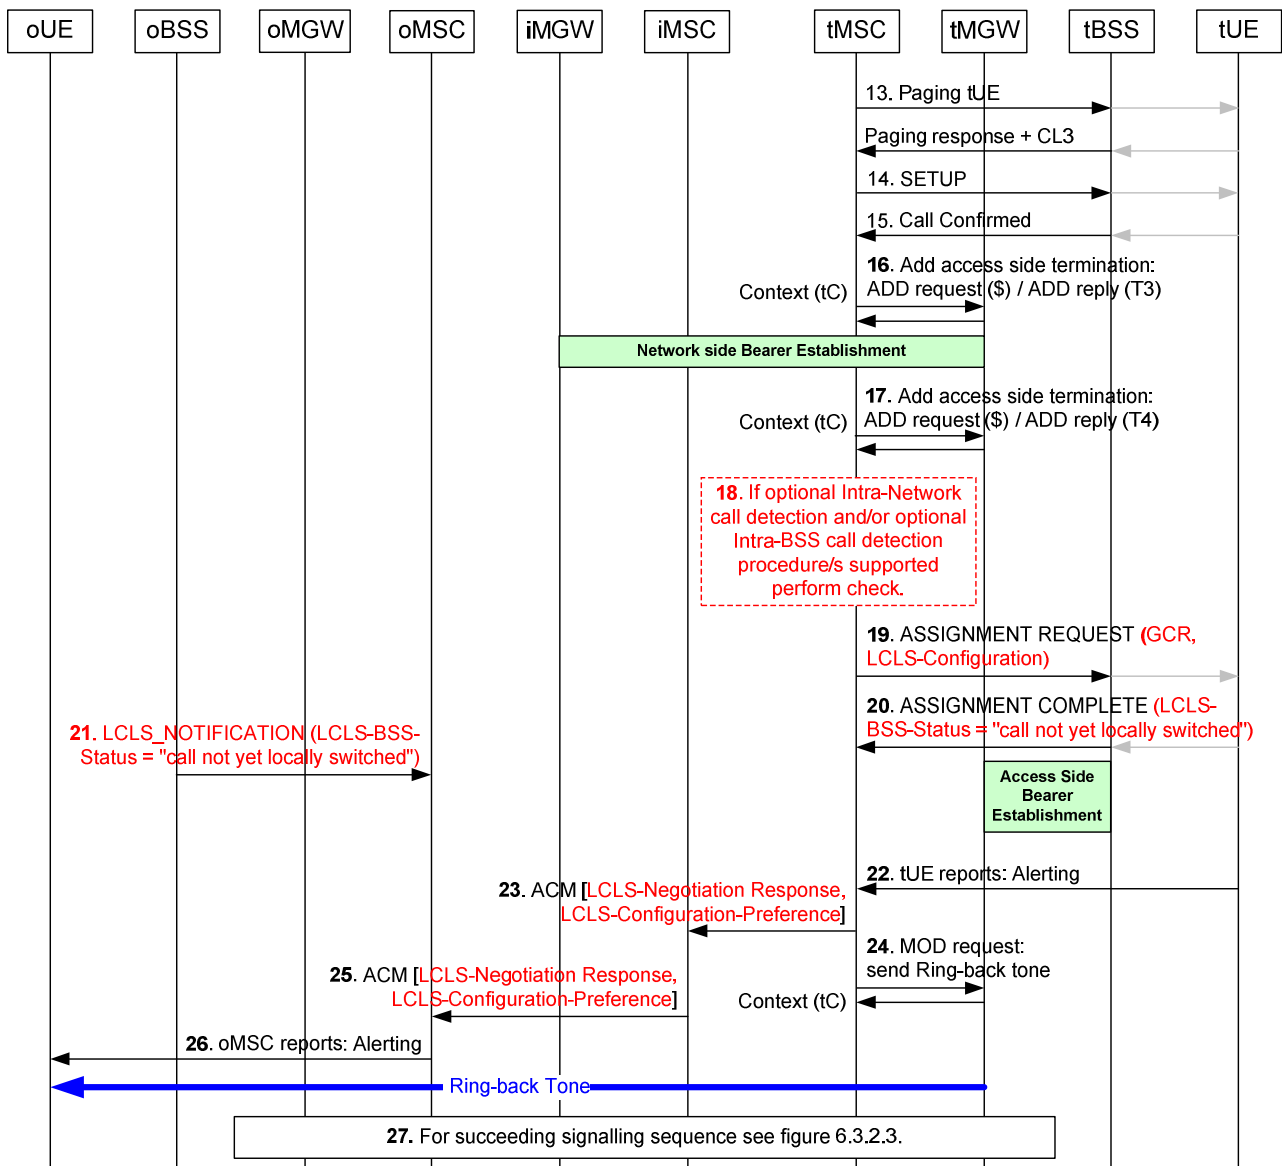 oUE oBSS oMGW oMSC iMGW iMSC tMSC tMGW tBSS tUE
13. Paging tUE
Paging response + CL3
14. SETUP
15. Call Confirmed
16. Add access side termination:
Context (tC) ADD request ($) / ADD reply (T3)
Network side Bearer Establishment
17. Add access side termination:
Context (tC) ADD request ($) / ADD reply (T4)
18. If optional Intra-Network
call detection and/or optional
Intra-BSS call detection
procedure/s supported
perform check.
19. ASSIGNMENT REQUEST (GCR,
LCLS-Configuration)
20. ASSIGNMENT COMPLETE (LCLS-
BSS-Status = "call not yet locally switched")
21. LCLS_NOTIFICATION (LCLS-BSS-
Status = "call not yet locally switched")
Access Side
Bearer
Establishment
22. tUE reports: Alerting
23. ACM [LCLS-Negotiation Response,
LCLS-Configuration-Preference]
24. MOD request:
send Ring-back tone
Context (tC)
25. ACM [LCLS-Negotiation Response,
LCLS-Configuration-Preference]
26. oMSC reports: Alerting
Ring-back Tone
27. For succeeding signalling sequence see figure 6.3.2.3.